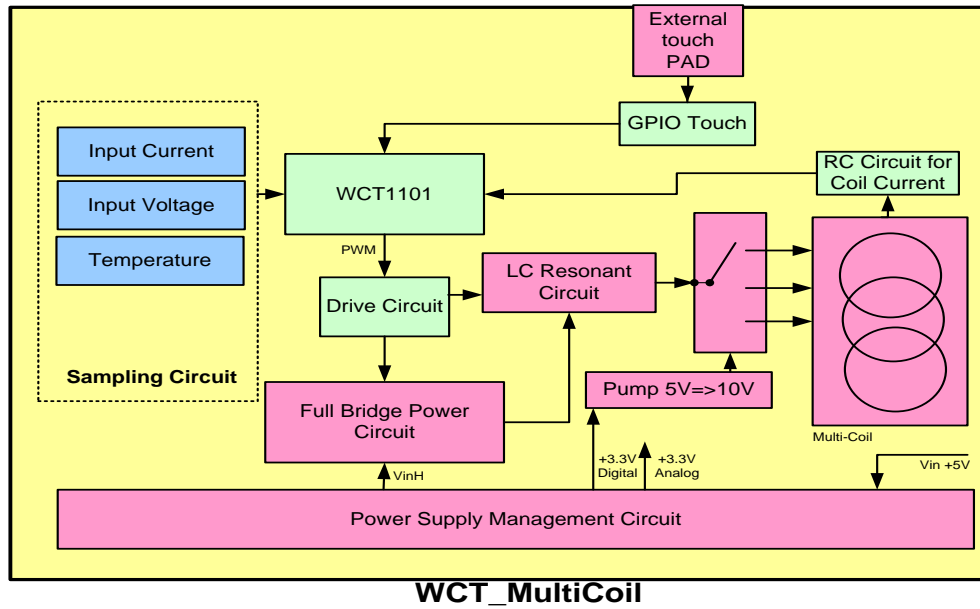 External
touch
PAD
GPIO Touch
Input Current
Input Voltage
Temperature
Sampling Circuit
WCT1101
RC Circuit for
Coil Current
PWM
Drive Circuit
LC Resonant
Circuit
Full Bridge Power
Circuit
Pump 5V=>10V
Multi-Coil
VinH
+3.3V
Digital
+3.3V
Analog
Vin +5V
Power Supply Management Circuit
WCT_MultiCoil